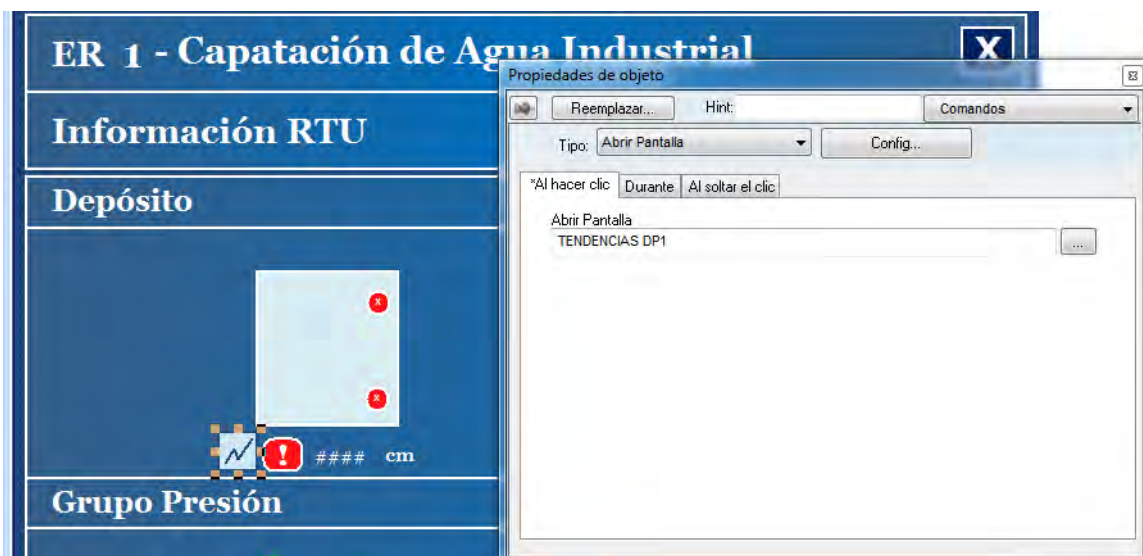 ER 1 - Capatación de Agua Industrial
X
Información RTU
Depósito
x
x
! #### cm
Grupo Presión
Propiedades de objeto
Reemplazar... Hint: Comandos
Tipo: Abrir Pantalla Config...
*Al hacer clic Durante Al soltar el clic
Abrir Pantalla
TENDENCIAS DP1 ...